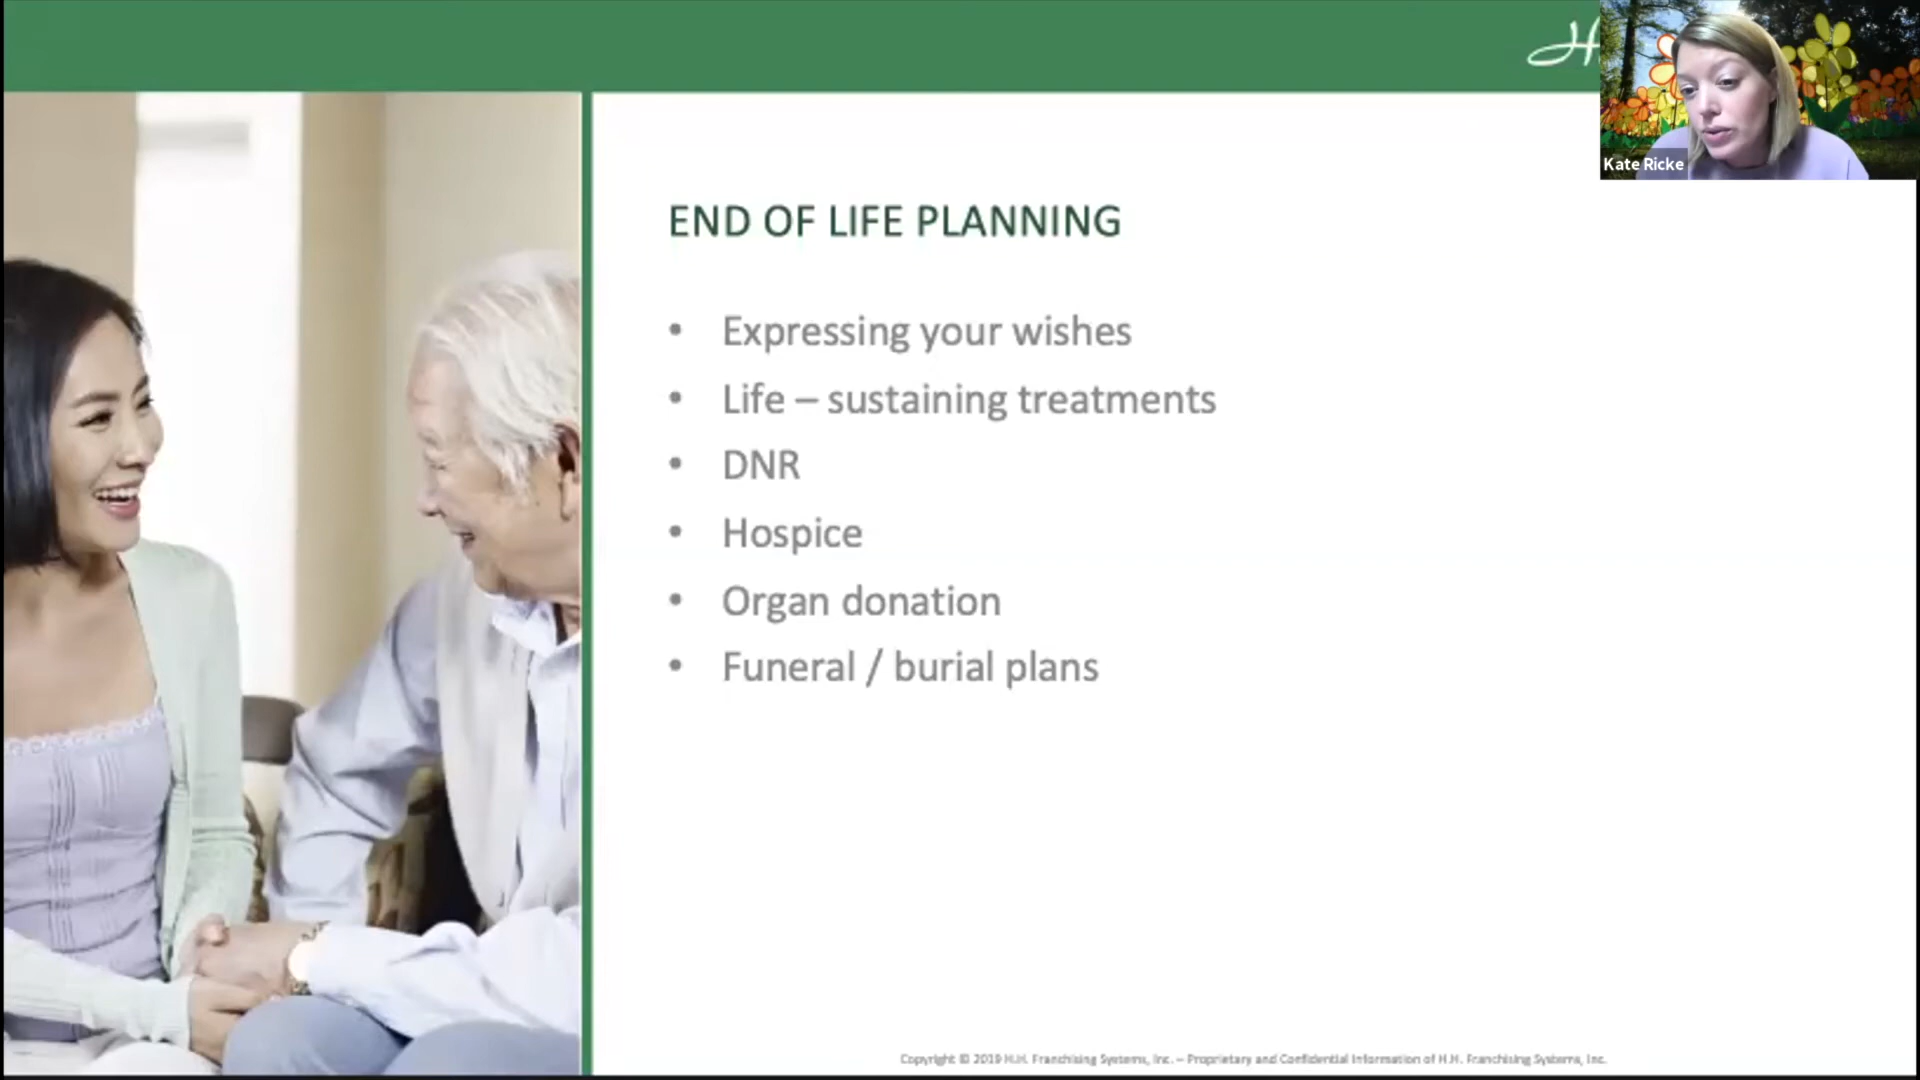 Kate Ricke
END OF LIFE PLANNING
• Expressing your wishes
• Life – sustaining treatments
• DNR
• Hospice
• Organ donation
• Funeral / burial plans
Copyright © 2019 H.H. Franchising Systems, Inc. – Proprietary and Confidential Information of H.H. Franchising Systems, Inc.